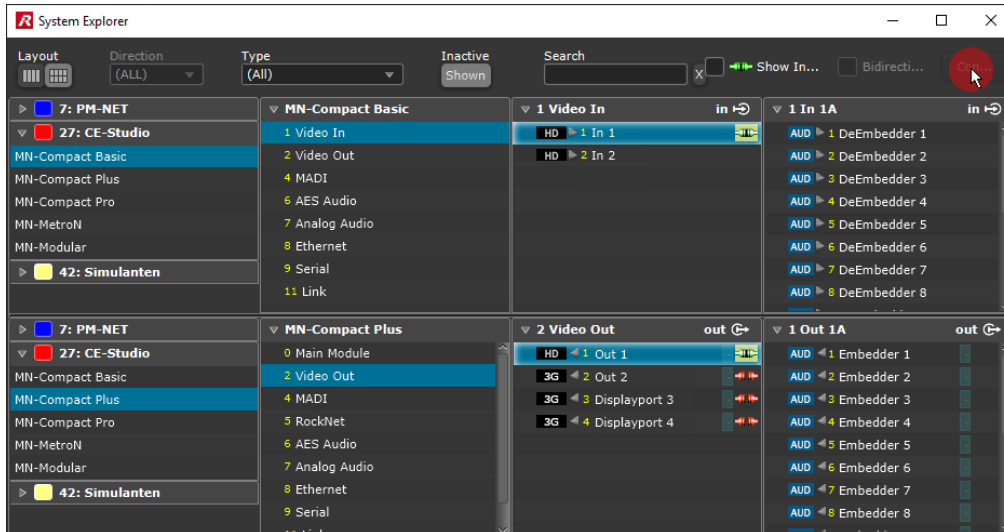 System Explorer
Layout Direction Type Inactive Search
(ALL) (All) Shown X Show In... Bidirecti... Con...
7: PM-NET
27: CE-Studio
MN-Compact Basic
MN-Compact Plus
MN-Compact Pro
MN-MetroN
MN-Modular
42: Simulanten
MN-Compact Basic
1 Video In
2 Video Out
4 MADI
6 AES Audio
7 Analog Audio
8 Ethernet
9 Serial
11 Link
1 Video In in
HD 1 In 1
HD 2 In 2
1 In 1A in
AUD 1 DeEmbedder 1
AUD 2 DeEmbedder 2
AUD 3 DeEmbedder 3
AUD 4 DeEmbedder 4
AUD 5 DeEmbedder 5
AUD 6 DeEmbedder 6
AUD 7 DeEmbedder 7
AUD 8 DeEmbedder 8
7: PM-NET
27: CE-Studio
MN-Compact Basic
MN-Compact Plus
MN-Compact Pro
MN-MetroN
MN-Modular
42: Simulanten
MN-Compact Plus
0 Main Module
2 Video Out
4 MADI
5 RockNet
6 AES Audio
7 Analog Audio
8 Ethernet
9 Serial
2 Video Out out
HD 1 Out 1
3G 2 Out 2
3G 3 Displayport 3
3G 4 Displayport 4
1 Out 1A out
AUD 1 Embedder 1
AUD 2 Embedder 2
AUD 3 Embedder 3
AUD 4 Embedder 4
AUD 5 Embedder 5
AUD 6 Embedder 6
AUD 7 Embedder 7
AUD 8 Embedder 8